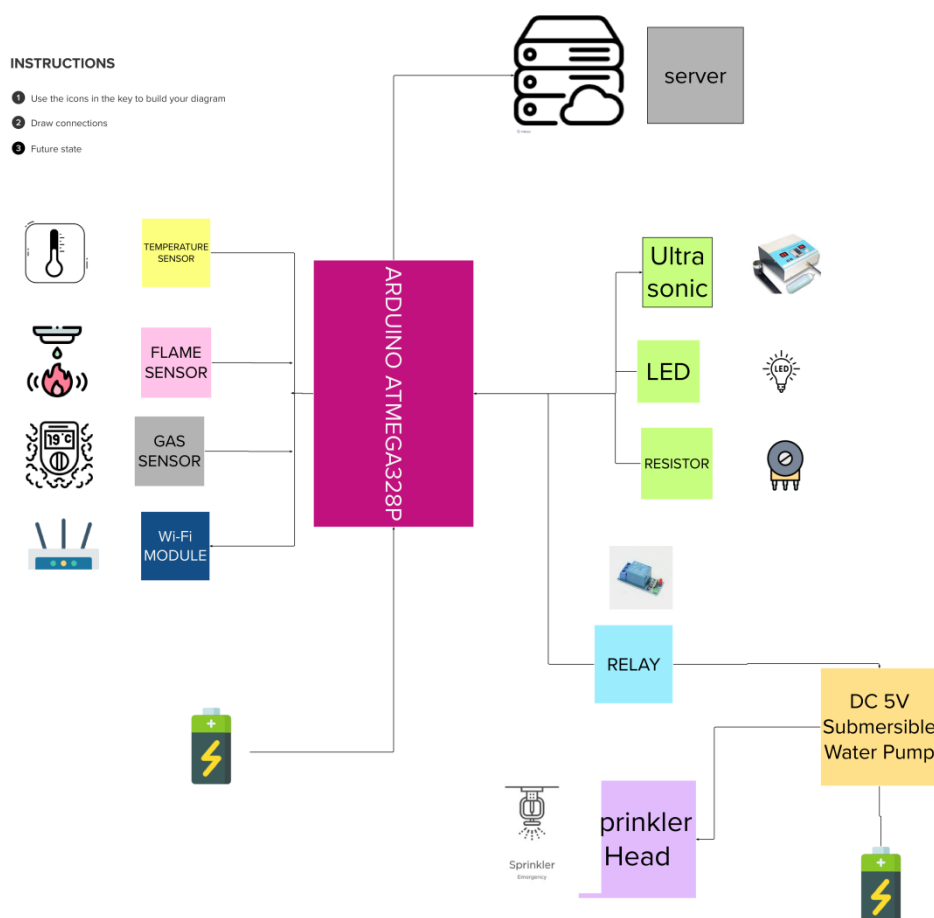 INSTRUCTIONS
1 Use the icons in the key to build your diagram
2 Draw connections
3 Future state
server
TEMPERATURE
SENSOR
FLAME
SENSOR
19°C
GAS
SENSOR
Wi-Fi
MODULE
ARDUINO ATMEGA328P
Ultra
sonic
LED
LED
RESISTOR
RELAY
DC 5V
Submersible
Water Pump
prinkler
Head
Sprinkler
Emergency